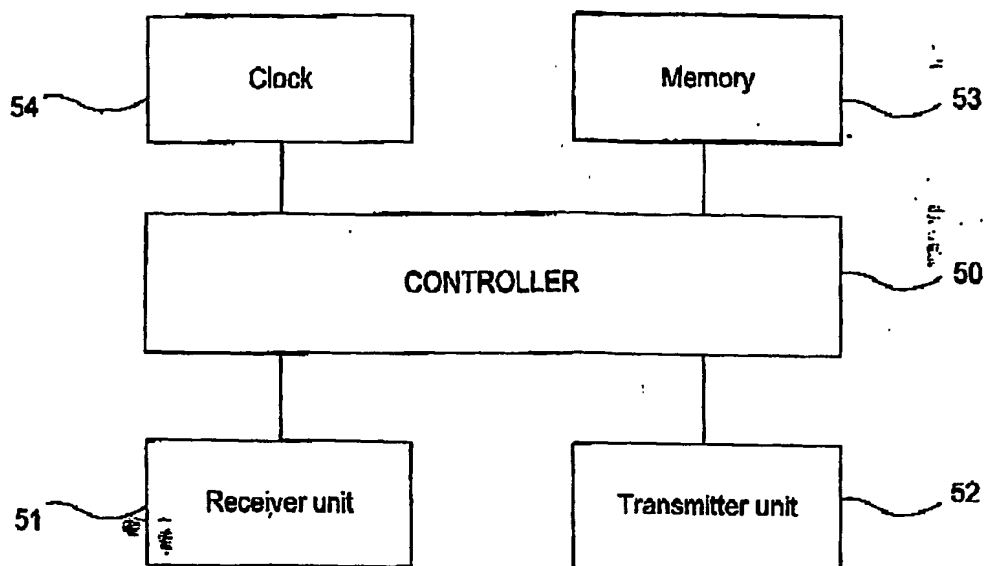 Clock
Memory
54
53
CONTROLLER
50
Receiver unit
Transmitter unit
51
52